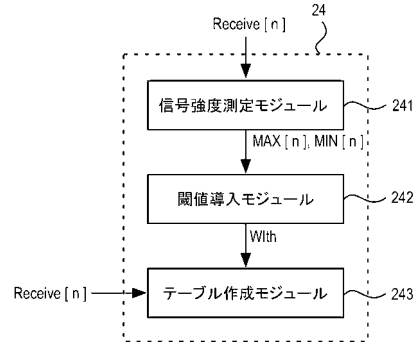 Receive [ n ]
24
信号強度測定モジュール
241
MAX [ n ], MIN [ n ]
閾値導入モジュール
242
Wlth
Receive [ n ]
テーブル作成モジュール
243